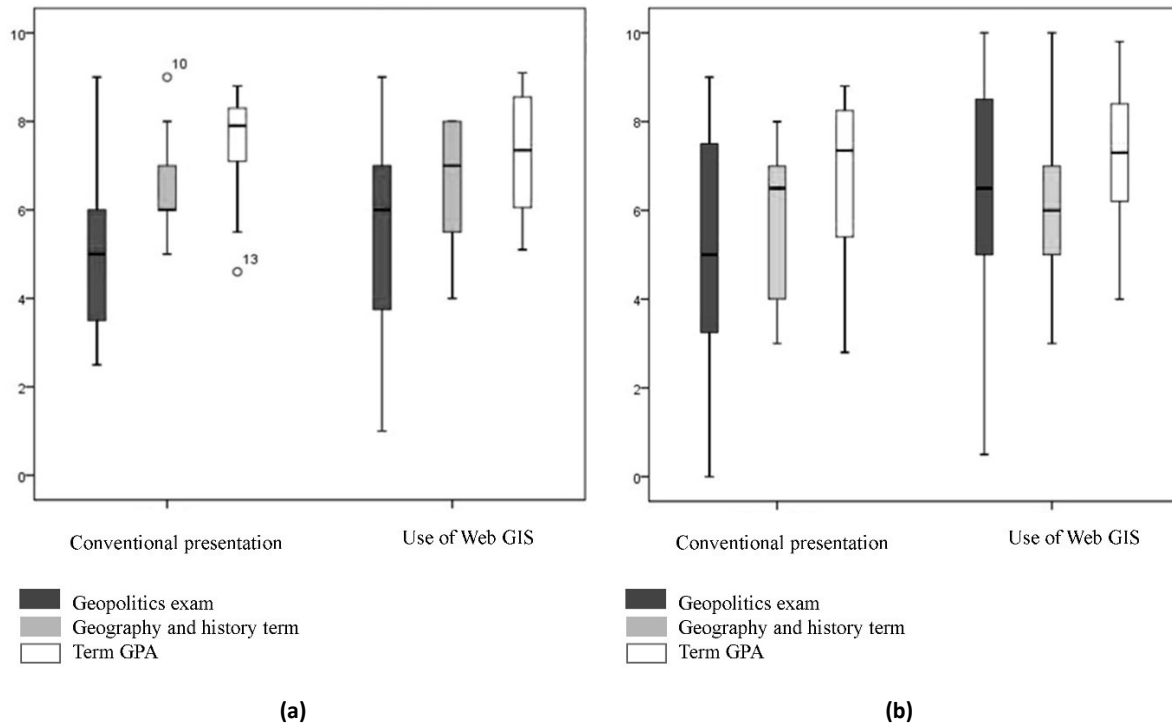 10
8
6
4
2
0
10
13
Conventional presentation
Use of Web GIS
Geopolitics exam
Geography and history term
Term GPA
(a)
10
8
6
4
2
0
Conventional presentation
Use of Web GIS
Geopolitics exam
Geography and history term
Term GPA
(b)